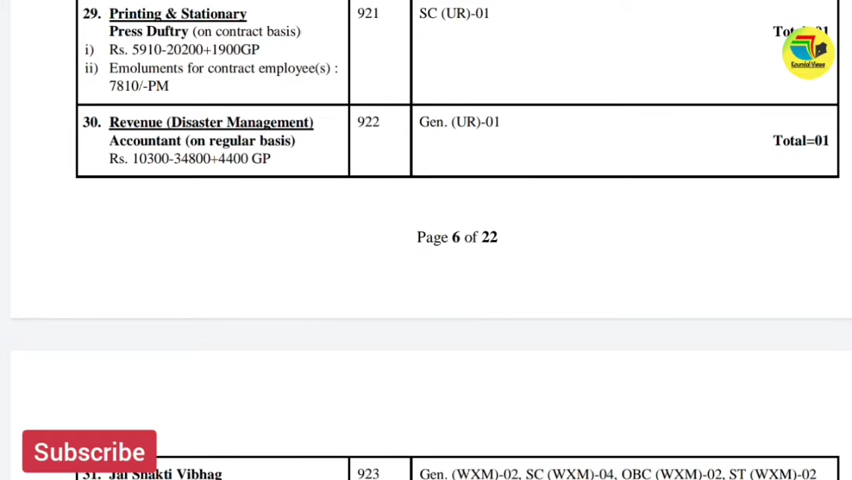 29. Printing & Stationary 921 SC (UR)-01
Press Duftry (on contract basis)
i) Rs. 5910-20200+1900GP
ii) Emoluments for contract employee(s) :
7810/-PM
30. Revenue (Disaster Management) 922 Gen. (UR)-01
Accountant (on regular basis) Total=01
Rs. 10300-34800+4400 GP
Page 6 of 22
Subscribe
31. Jal Shakti Vibhag 923 Gen. (WXM)-02, SC (WXM)-04, OBC (WXM)-02, ST (WXM)-02